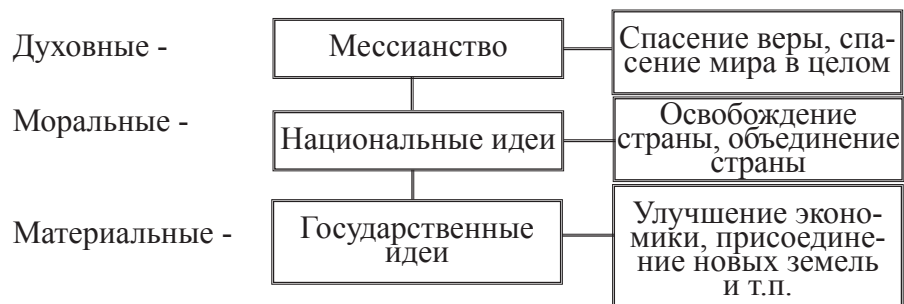 Духовные -
Мессианство
Спасение веры, спа-
сение мира в целом
Моральные -
Национальные идеи
Освобождение
страны, объединение
страны
Материальные -
Государственные
идеи
Улучшение эконо-
мики, присоедине-
ние новых земель
и т.п.